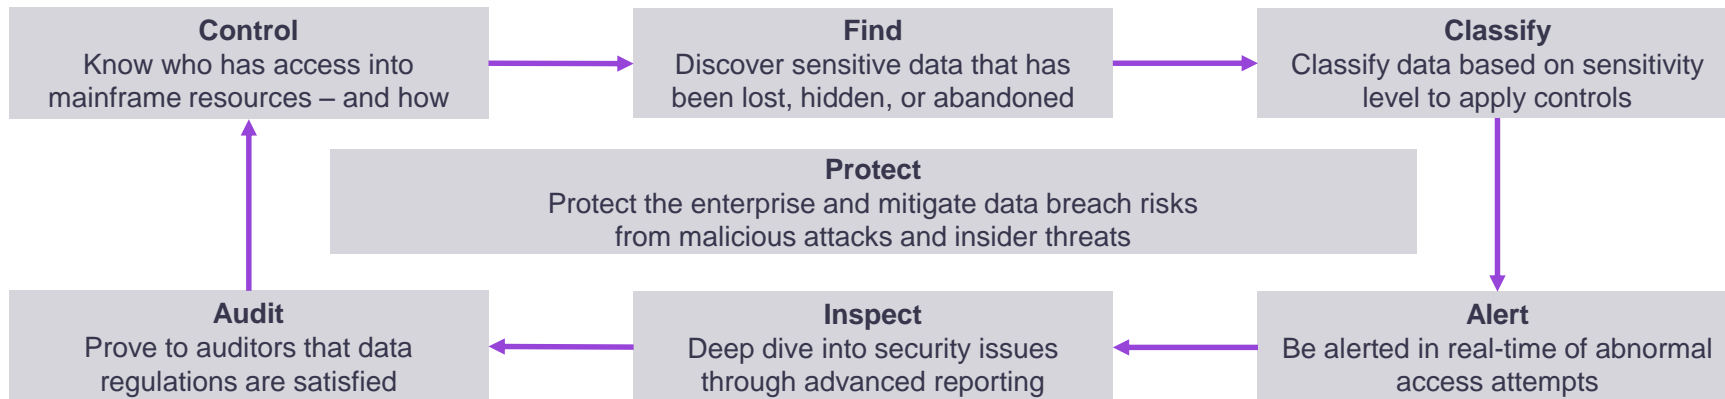 Control
Know who has access into
mainframe resources – and how
Find
Discover sensitive data that has
been lost, hidden, or abandoned
Classify
Classify data based on sensitivity
level to apply controls
Protect
Protect the enterprise and mitigate data breach risks
from malicious attacks and insider threats
Audit
Prove to auditors that data
regulations are satisfied
Inspect
Deep dive into security issues
through advanced reporting
Alert
Be alerted in real-time of abnormal
access attempts